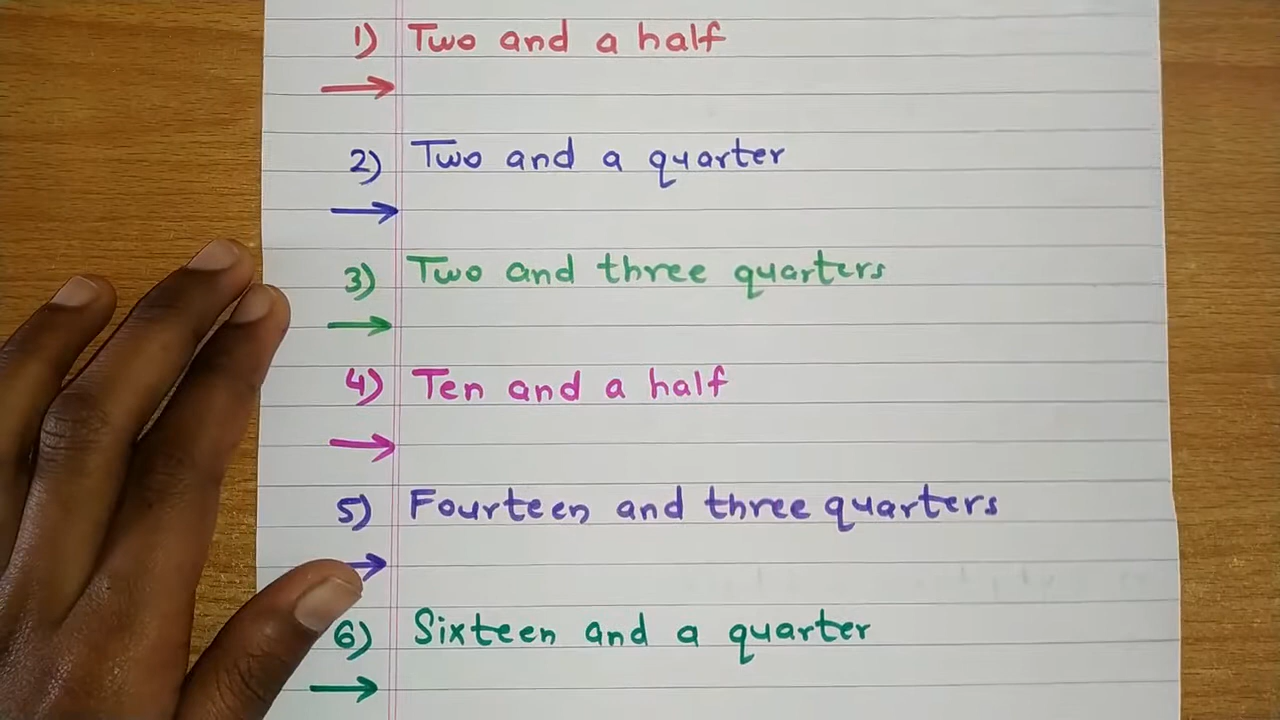 1) Two and a half
→
2) Two and a quarter
→
3) Two and three quarters
→
4) Ten and a half
→
5) Fourteen and three quarters
→
6) Sixteen and a quarter
→